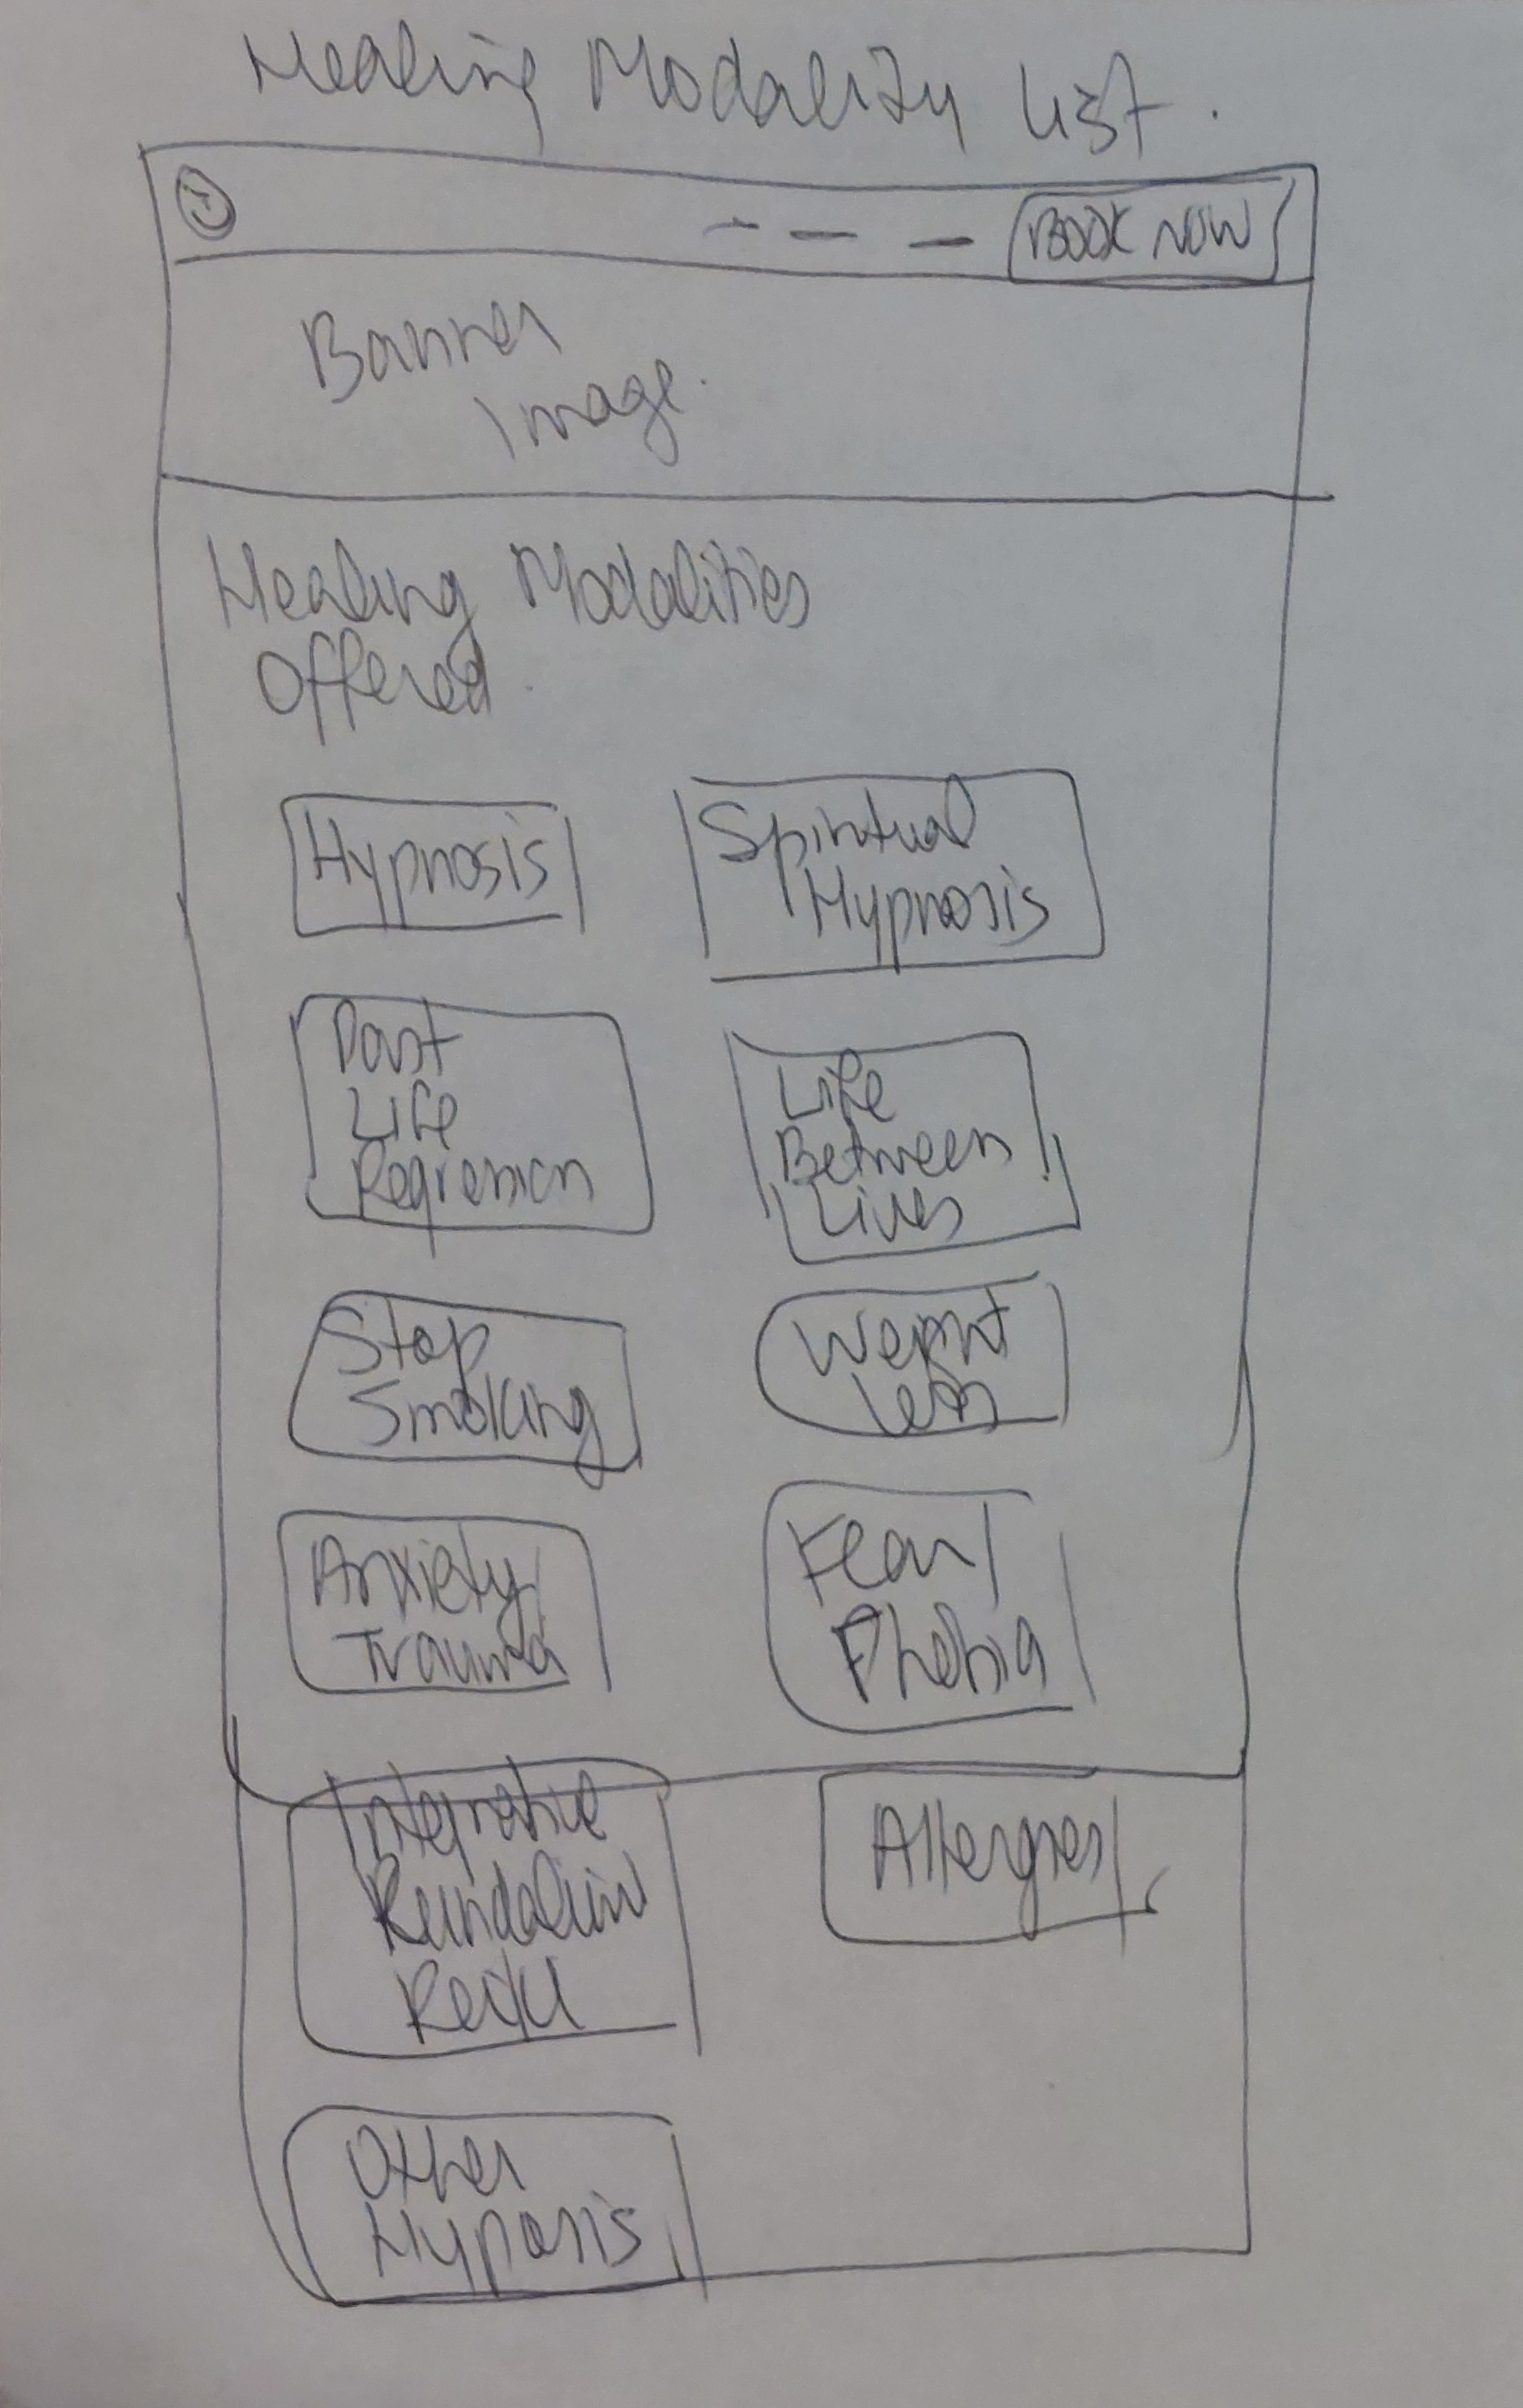 Healing Modality List.
BOOK NOW
Banner
Image.
Healing Modalities
Offered.
Hypnosis
Spiritual
Hypnosis
Past
Life
Regression
Life
Between
Lives
Stop
Smoking
Weight
Loss
Anxiety/
Trauma
Fear/
Phobia
Integrative
Kundalini
Reiki
Allergies
Other
Hypnosis